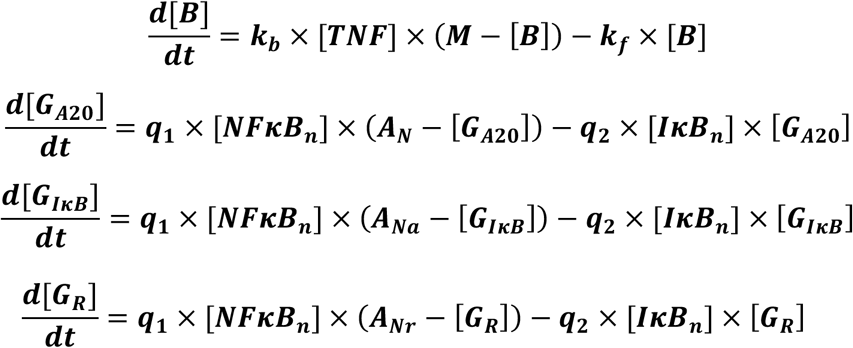 d[B]/dt = k_b × [TNF] × (M − [B]) − k_f × [B]
d[G_A20]/dt = q_1 × [NFκB_n] × (A_N − [G_A20]) − q_2 × [IκB_n] × [G_A20]
d[G_IκB]/dt = q_1 × [NFκB_n] × (A_Na − [G_IκB]) − q_2 × [IκB_n] × [G_IκB]
d[G_R]/dt = q_1 × [NFκB_n] × (A_Nr − [G_R]) − q_2 × [IκB_n] × [G_R]